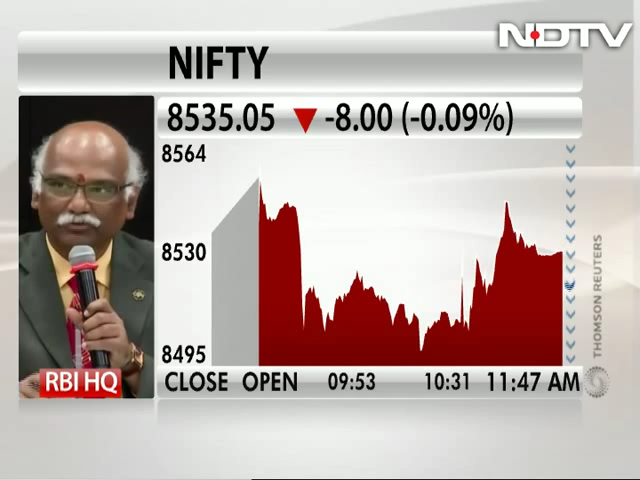 NDTV
NIFTY
8535.05 ▼ -8.00 (-0.09%)
8564
8530
8495
CLOSE OPEN 09:53 10:31 11:47 AM
RBI HQ
THOMSON REUTERS